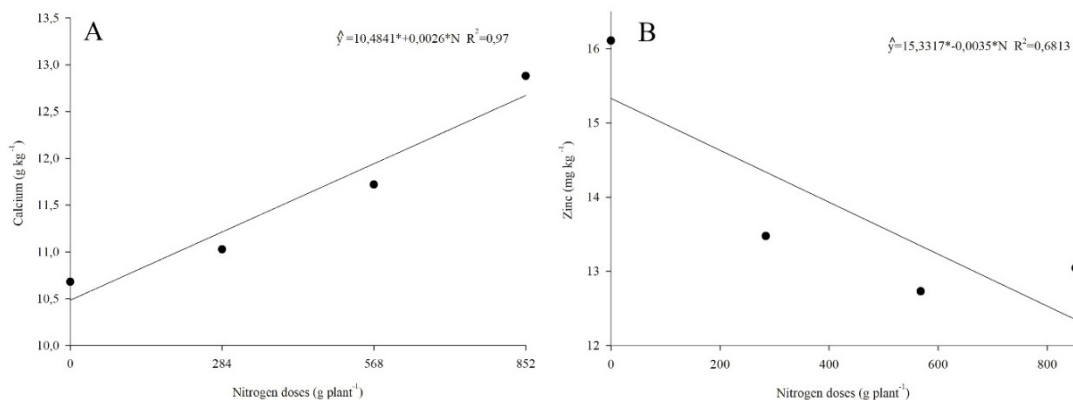 A
ŷ =10,4841*+0,0026*N R²=0,97
13,5
13,0
12,5
12,0
11,5
11,0
10,5
10,0
Calcium (g kg⁻¹)
0 284 568 852
Nitrogen doses (g plant⁻¹)
B
ŷ=15,3317*-0,0035*N R²=0,6813
16
15
14
13
12
Zinc (mg kg⁻¹)
0 200 400 600 800
Nitrogen doses (g plant⁻¹)